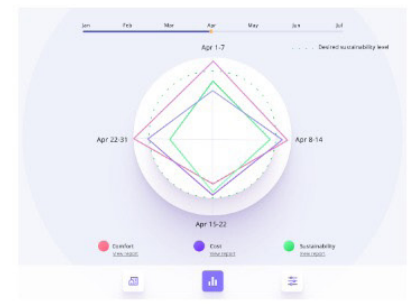 Jan Feb Mar Apr May Jun Jul
Apr 1-7
Desired sustainability level
Apr 22-31
Apr 8-14
Apr 15-22
Comfort Cost Sustainability
view report view report view report